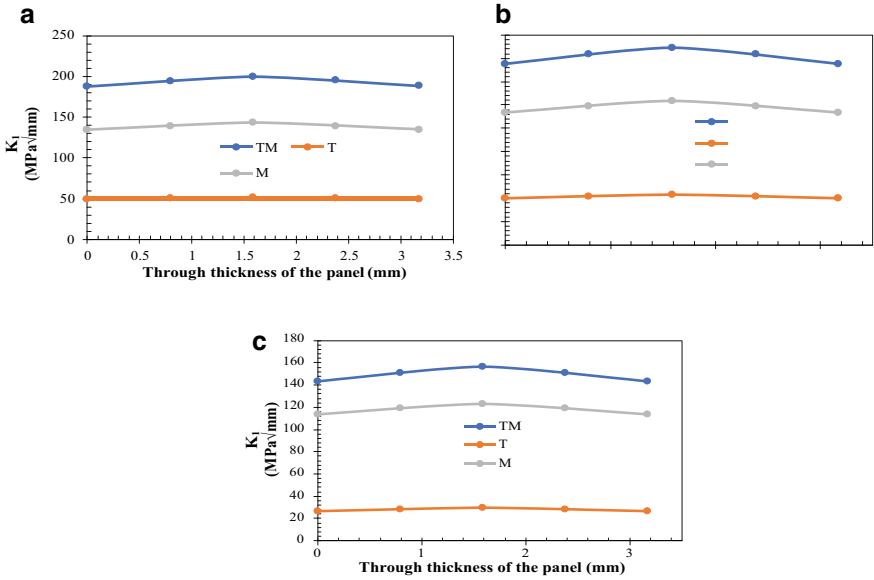 a
250
200
150
100
50
0
K1
(MPa√mm)
TM
T
M
0 0.5 1 1.5 2 2.5 3 3.5
Through thickness of the panel (mm)
b
c
180
160
140
120
100
80
60
40
20
0
K1
(MPa√mm)
TM
T
M
0 1 2 3
Through thickness of the panel (mm)